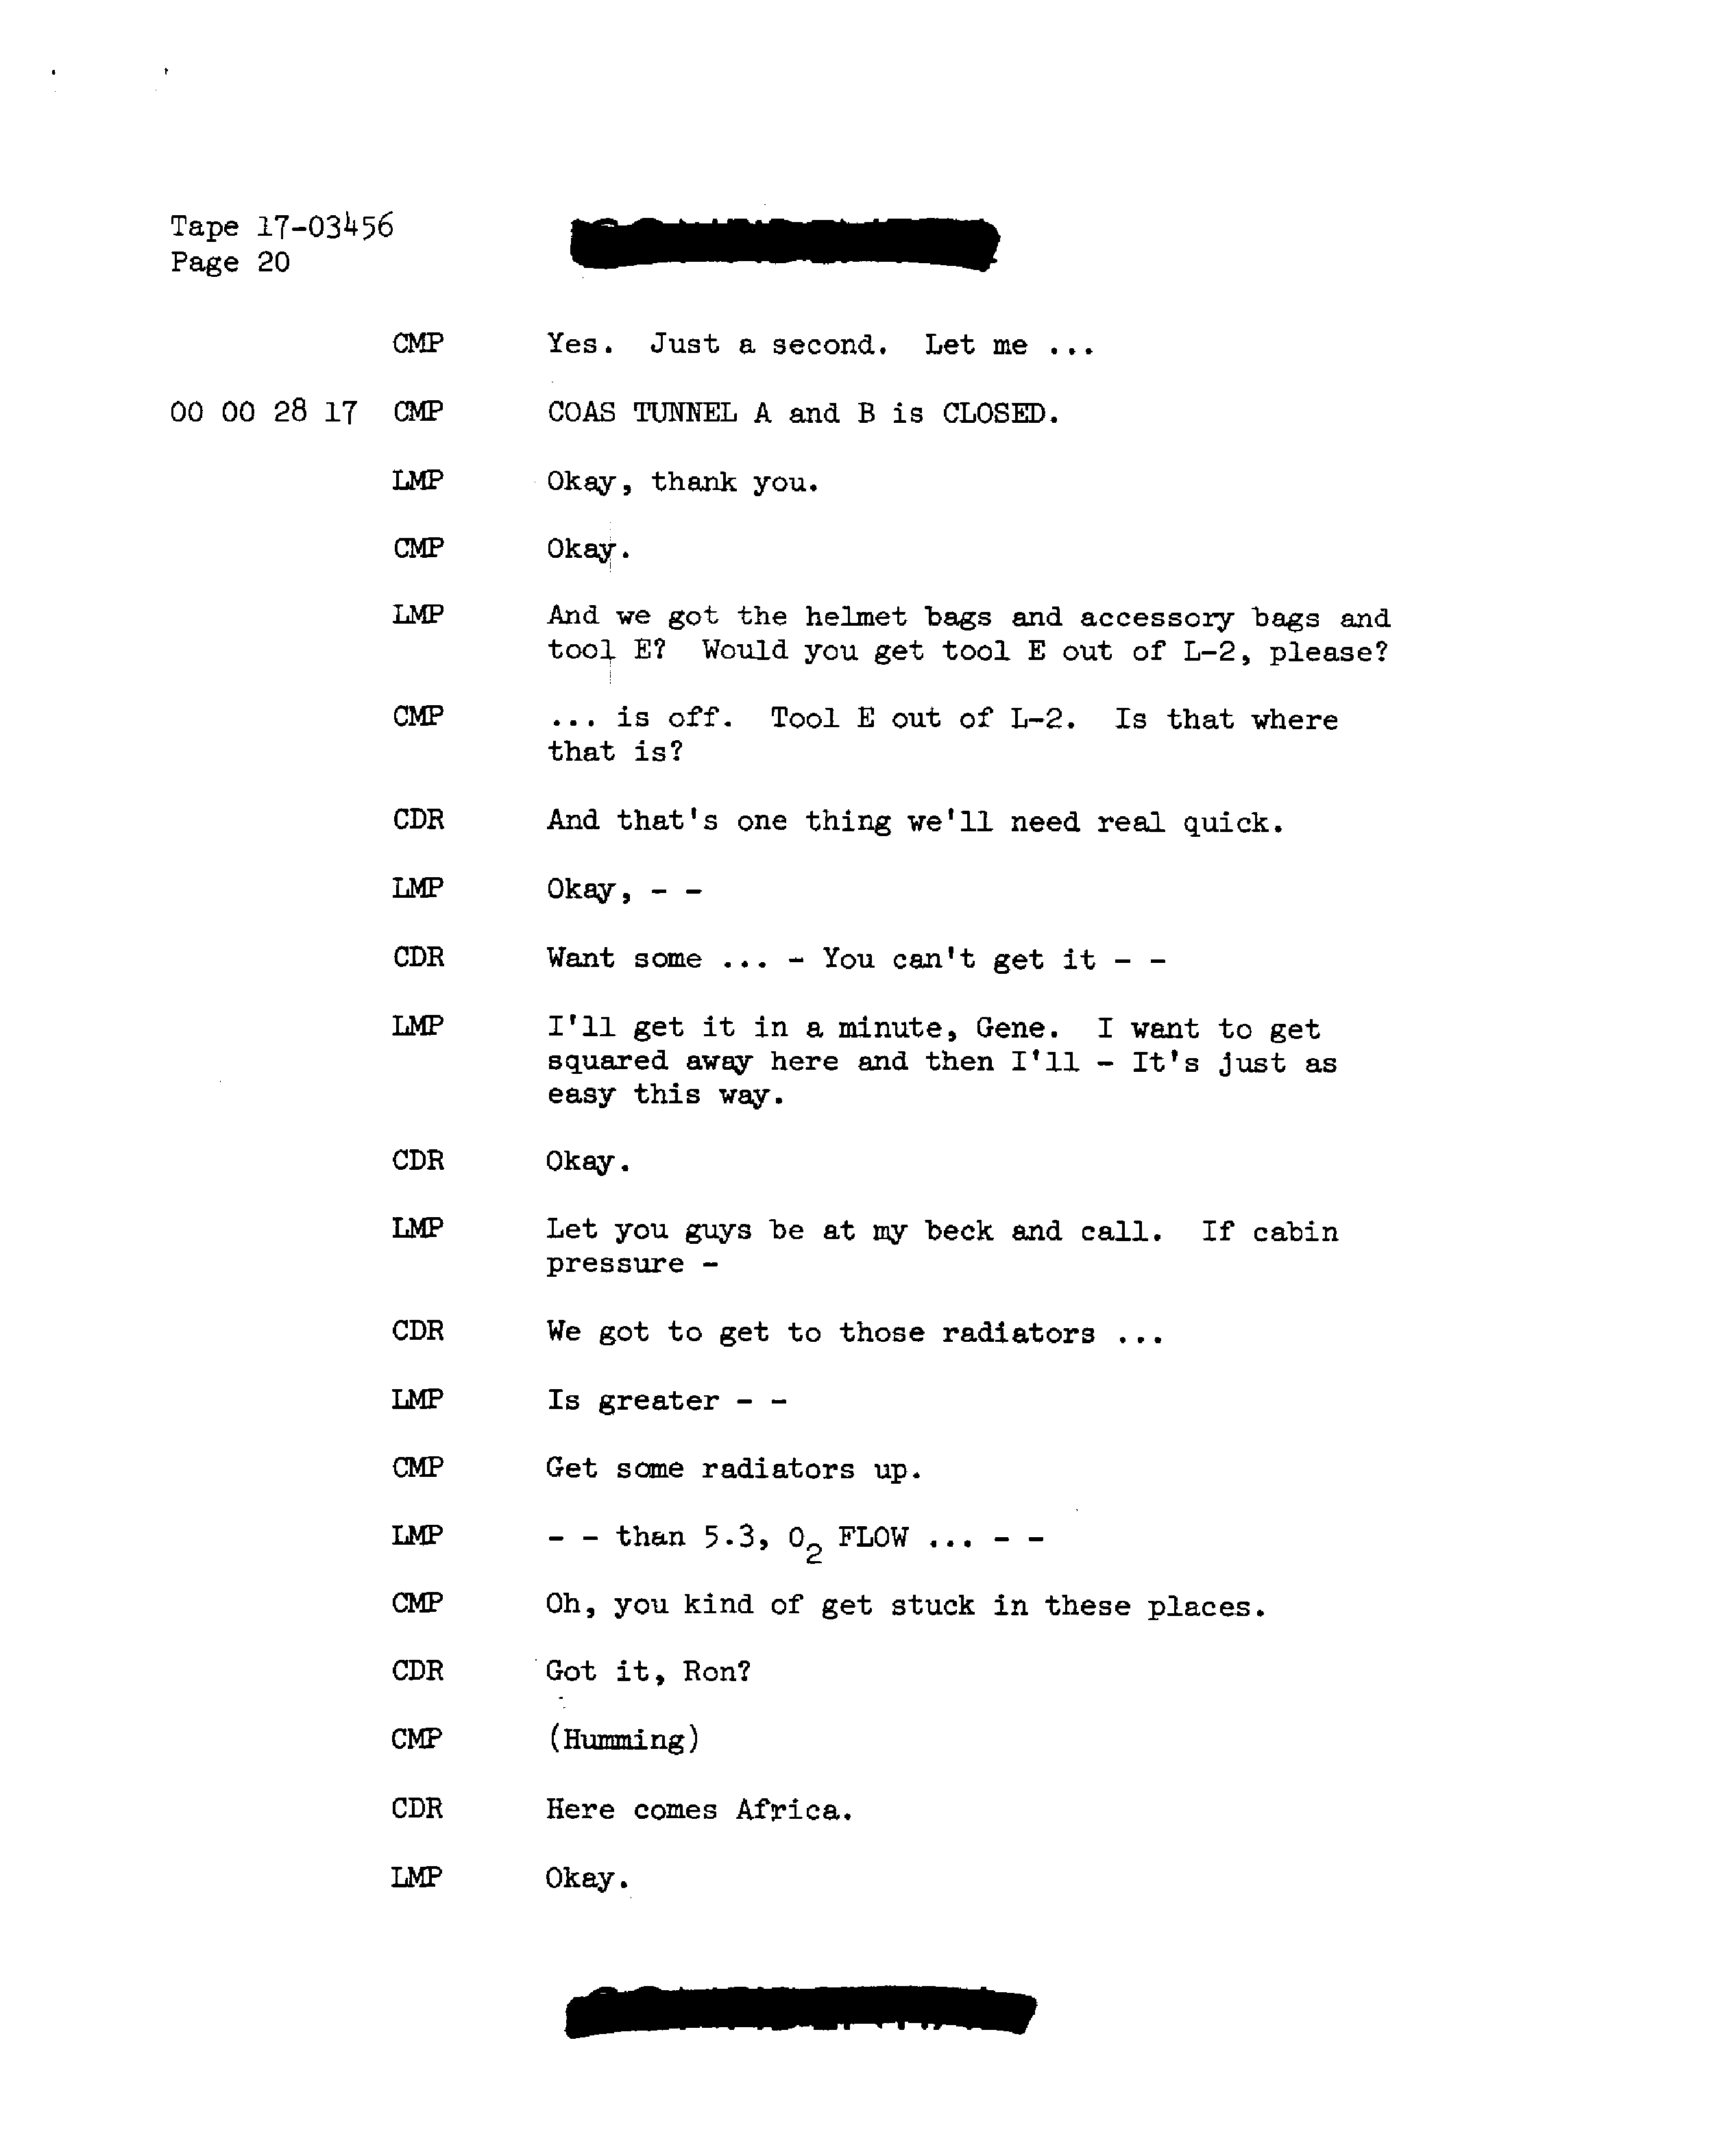 Tape 17-03456
Page 20
CMP Yes. Just a second. Let me ...
00 00 28 17 CMP COAS TUNNEL A and B is CLOSED.
LMP Okay, thank you.
CMP Okay.
LMP And we got the helmet bags and accessory bags and
tool E? Would you get tool E out of L-2, please?
CMP ... is off. Tool E out of L-2. Is that where
that is?
CDR And that's one thing we'll need real quick.
LMP Okay, - -
CDR Want some ... - You can't get it - -
LMP I'll get it in a minute, Gene. I want to get
squared away here and then I'll - It's just as
easy this way.
CDR Okay.
LMP Let you guys be at my beck and call. If cabin
pressure -
CDR We got to get to those radiators ...
LMP Is greater - -
CMP Get some radiators up.
LMP - - than 5.3, O2 FLOW ... - -
CMP Oh, you kind of get stuck in these places.
CDR Got it, Ron?
CMP (Humming)
CDR Here comes Africa.
LMP Okay.